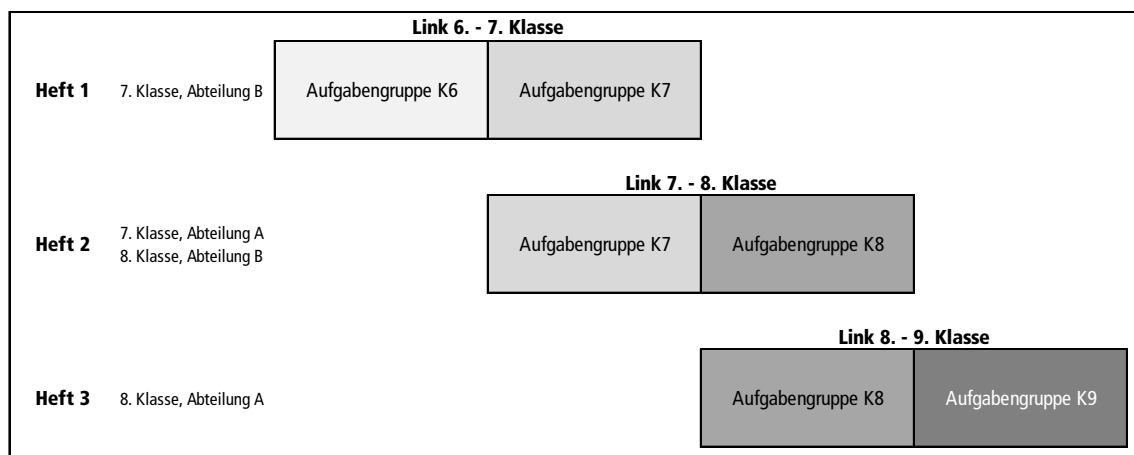 Link 6. - 7. Klasse
Heft 1 7. Klasse, Abteilung B Aufgabengruppe K6 Aufgabengruppe K7
Link 7. - 8. Klasse
Heft 2 7. Klasse, Abteilung A
8. Klasse, Abteilung B
Aufgabengruppe K7 Aufgabengruppe K8
Link 8. - 9. Klasse
Heft 3 8. Klasse, Abteilung A Aufgabengruppe K8 Aufgabengruppe K9